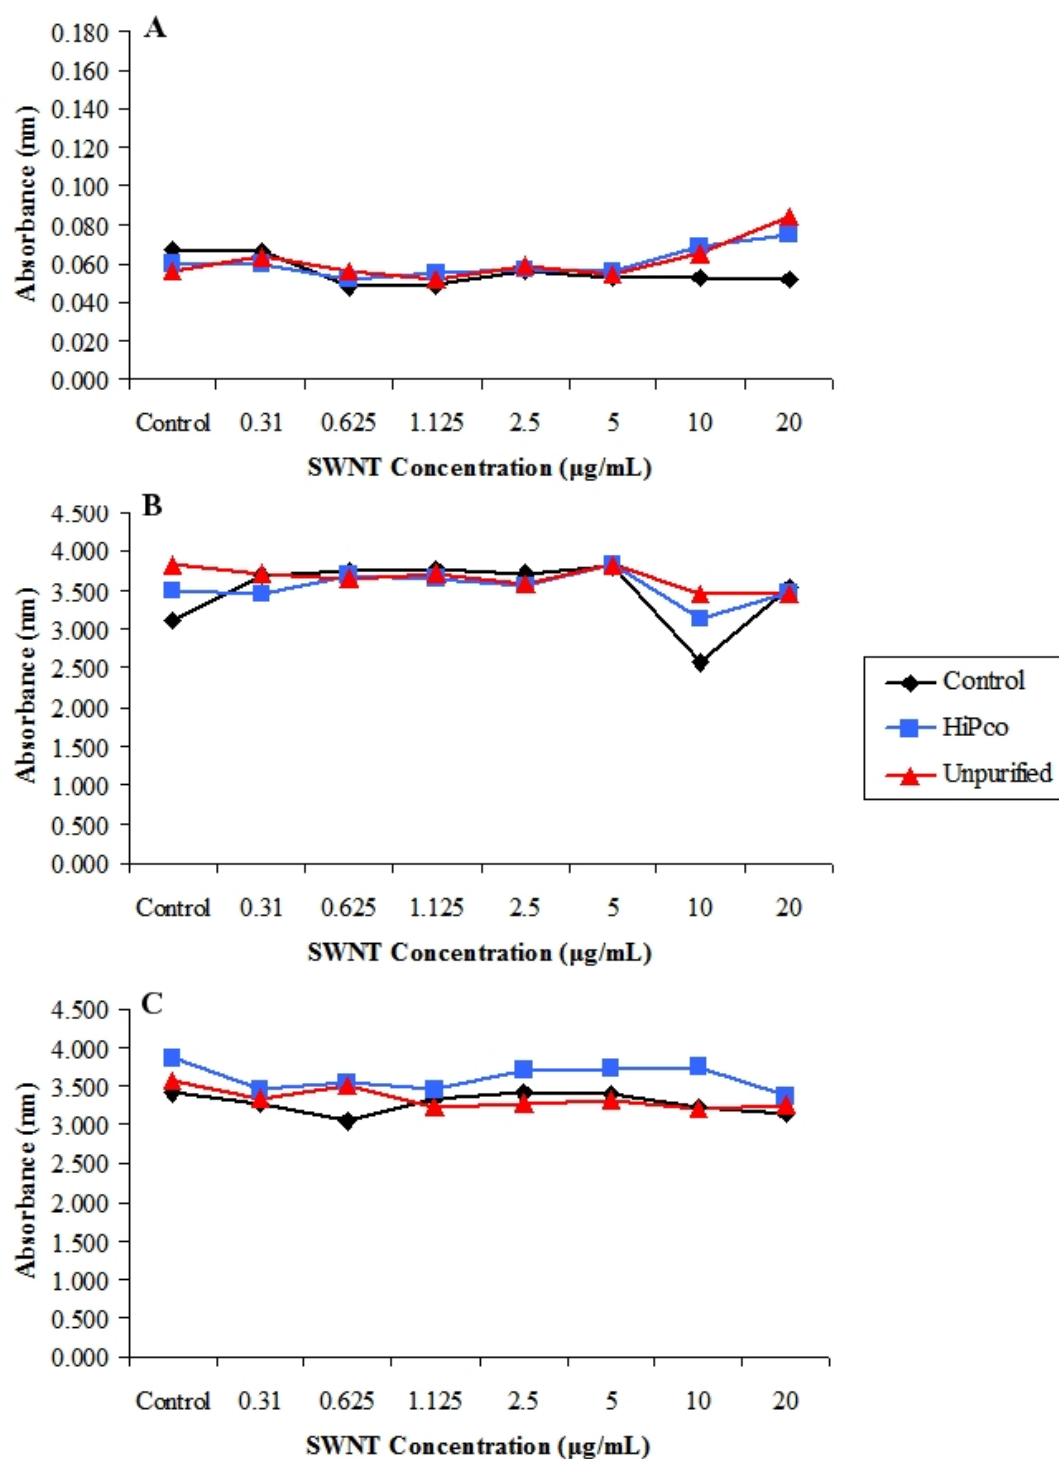 A
0.180
0.160
0.140
0.120
0.100
0.080
0.060
0.040
0.020
0.000
Absorbance (nm)
Control 0.31 0.625 1.125 2.5 5 10 20
SWNT Concentration (µg/mL)
B
4.500
4.000
3.500
3.000
2.500
2.000
1.500
1.000
0.500
0.000
Absorbance (nm)
Control 0.31 0.625 1.125 2.5 5 10 20
SWNT Concentration (µg/mL)
Control
HiPco
Unpurified
C
4.500
4.000
3.500
3.000
2.500
2.000
1.500
1.000
0.500
0.000
Absorbance (nm)
Control 0.31 0.625 1.125 2.5 5 10 20
SWNT Concentration (µg/mL)